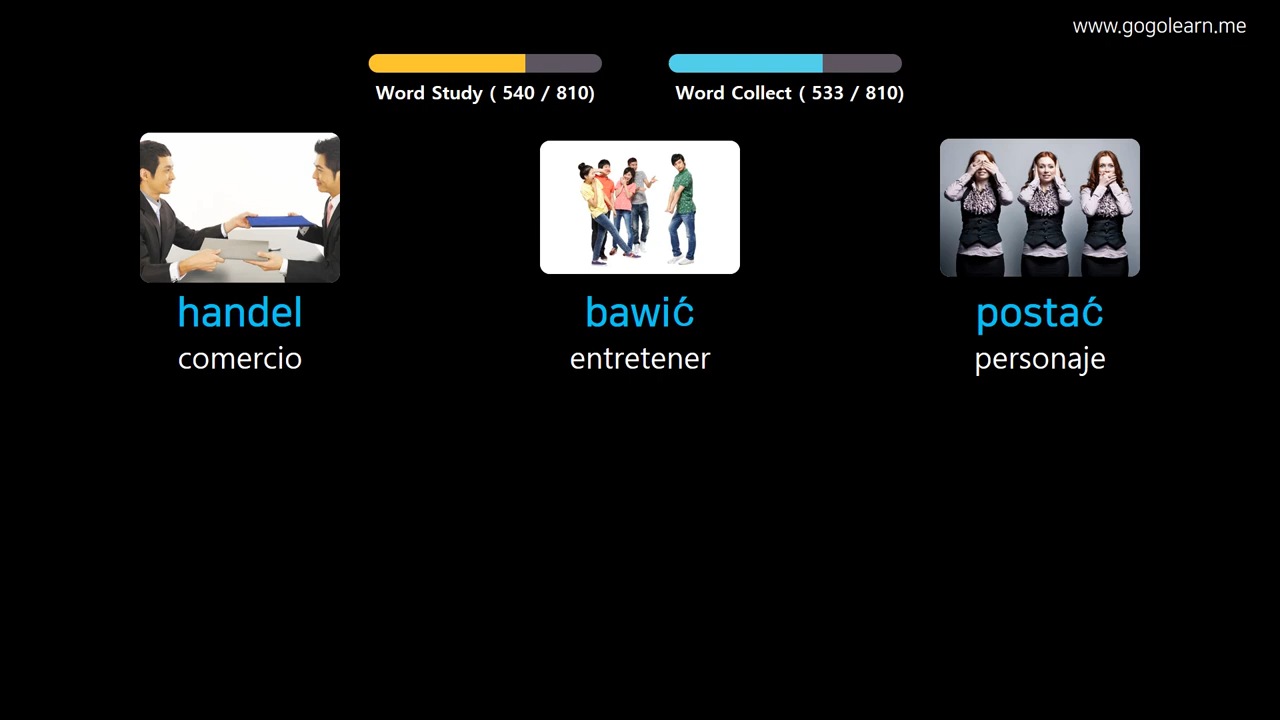 www.gogolearn.me
Word Study ( 540 / 810)
Word Collect ( 533 / 810)
handel
comercio
bawić
entretener
postać
personaje